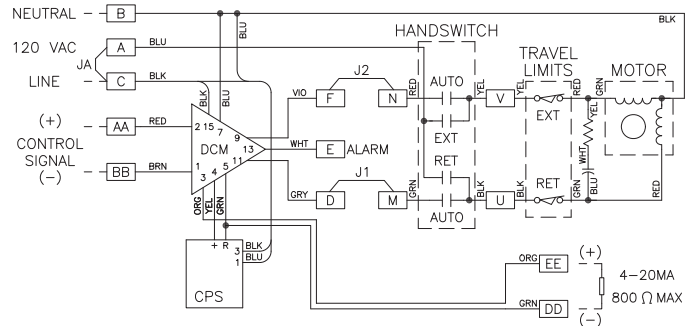 NEUTRAL B BLK
HANDSWITCH
120 VAC A BLU BLU
TRAVEL LIMITS MOTOR
JA
J2 AUTO
LINE C BLK BLK BLU
VIO F N RED YEL V YEL RED GRN
EXT EXT
(+) AA RED 2 15 7 9
YEL
CONTROL SIGNAL DCM 13 WHT E ALARM
WHT
(-) BB BRN 1 11
RET RET
3 4 5
J1
BLU
ORG YEL GRN
GRY D M GRN BLK U BLK GRN RED
AUTO
+ R
3 BLK
1 BLU
CPS
ORG EE (+)
4-20MA
800 Ω MAX
GRN DD (-)